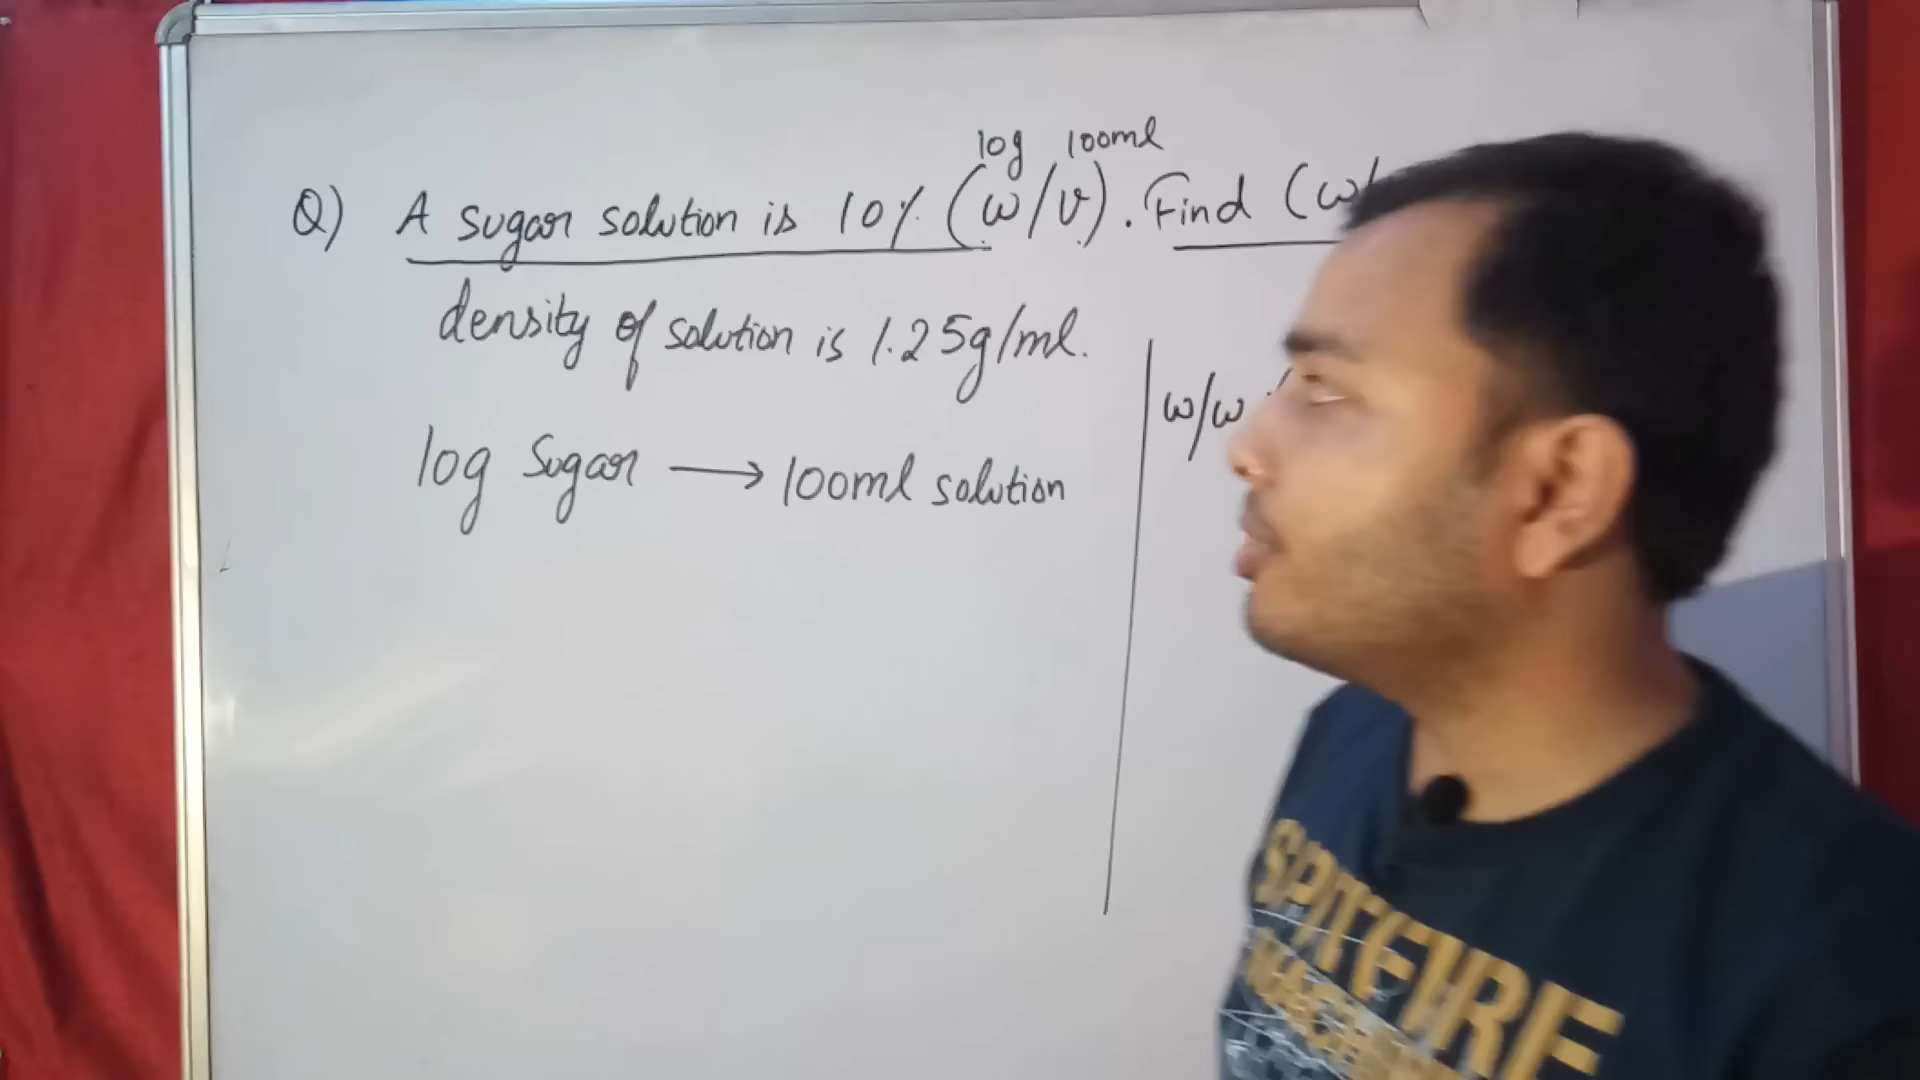 10g 100ml
Q) A sugar solution is 10% (w/v). Find (w/
density of solution is 1.25g/ml.
w/w
10g Sugar → 100ml solution
SPITFIRE